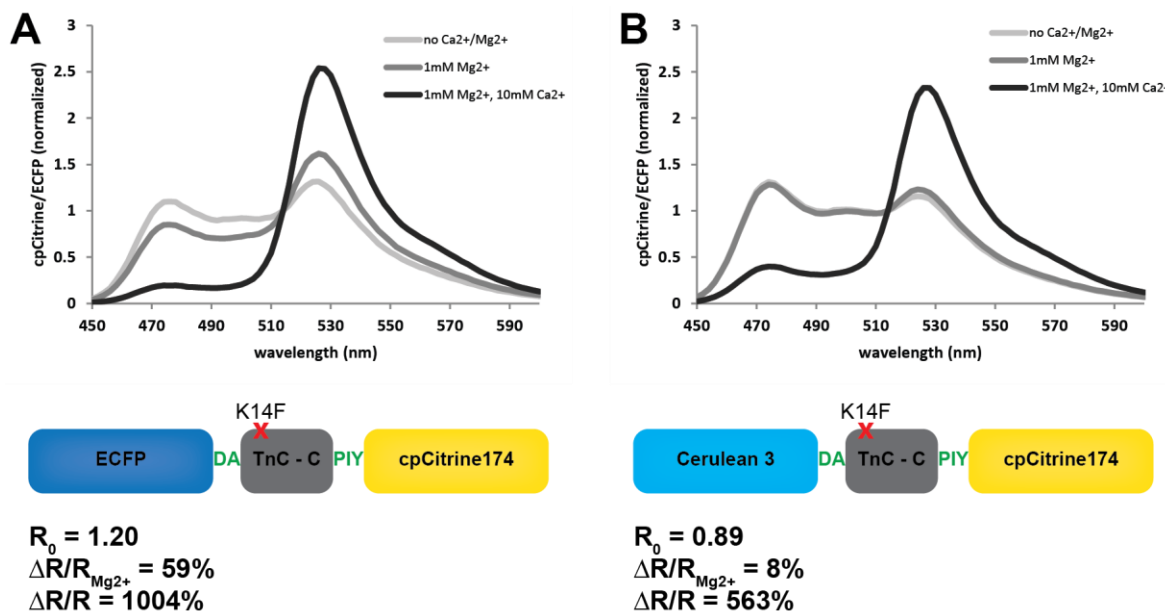 A
cpCitrine/ECFP (normalized)
3
2.5
2
1.5
1
0.5
0
450 470 490 510 530 550 570 590
wavelength (nm)
no Ca2+/Mg2+
1mM Mg2+
1mM Mg2+, 10mM Ca2+
K14F
X
ECFP DA TnC - C PIY cpCitrine174
R0 = 1.20
∆R/RMg2+ = 59%
∆R/R = 1004%
B
cpCitrine/ECFP (normalized)
3
2.5
2
1.5
1
0.5
0
450 470 490 510 530 550 570 590
wavelength (nm)
no Ca2+/Mg2+
1mM Mg2+
1mM Mg2+, 10mM Ca2
K14F
X
Cerulean 3 DA TnC - C PIY cpCitrine174
R0 = 0.89
∆R/RMg2+ = 8%
∆R/R = 563%